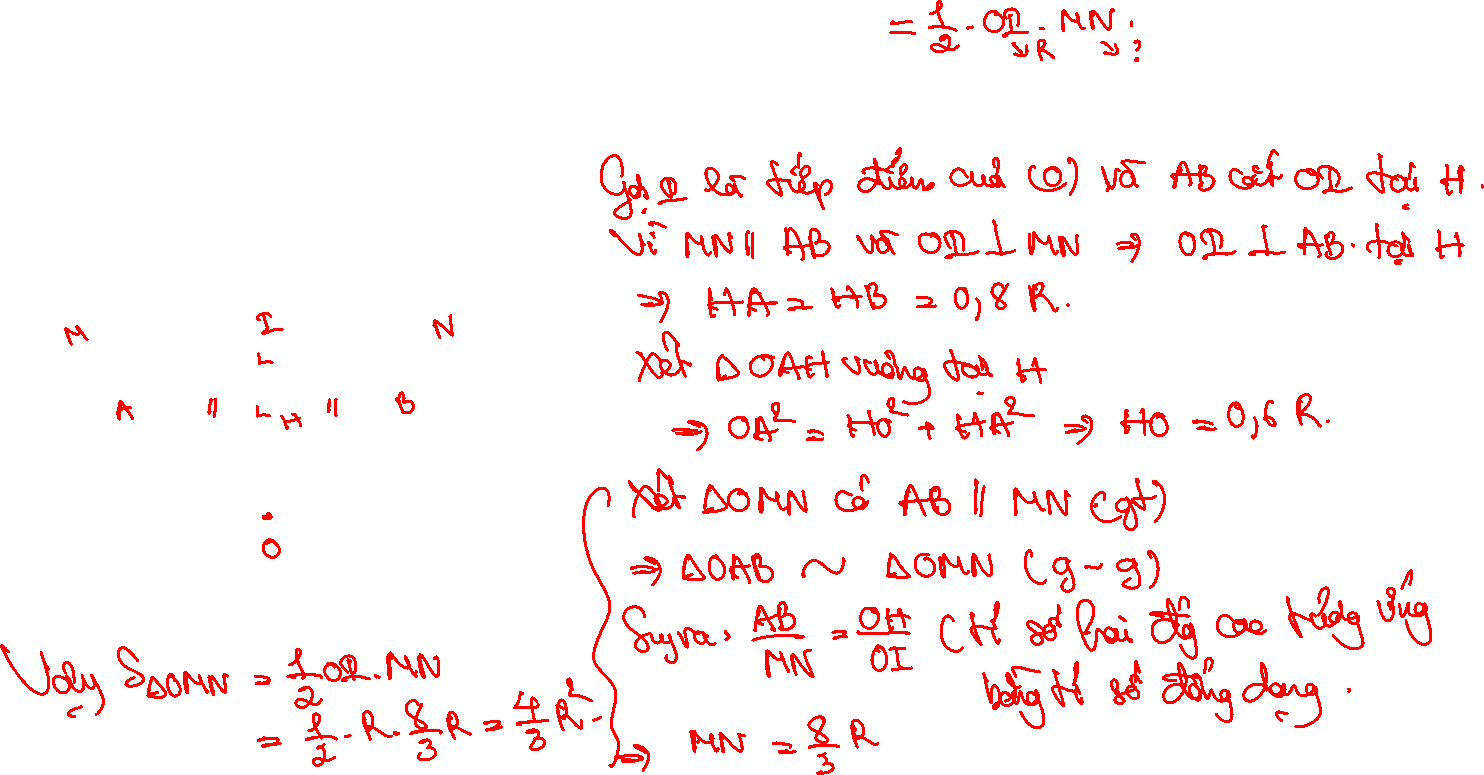 = 1/2 . OI . MN .
↘R ↘ ?
Gọi I là tiếp điểm của (O) và AB cắt OI tại H.
Vì MN // AB và OI ⊥ MN ⇒ OI ⊥ AB. tại H
⇒ HA = HB = 0,8 R.
Xét Δ OAH vuông tại H
⇒ OA² = HO² + HA² ⇒ HO = 0,6 R.
Xét ΔOMN có AB // MN (gt)
⇒ ΔOAB ~ ΔOMN (g-g)
Suy ra: AB/MN = OH/OI (tỉ số hai đg cao tương ứng
bằng tỉ số đồng dạng.
⇒ MN = 8/3 R
M I N
A // H // B
O
Vậy SΔOMN = 1/2 OI.MN
= 1/2 . R . 8/3 R = 4/3 R².